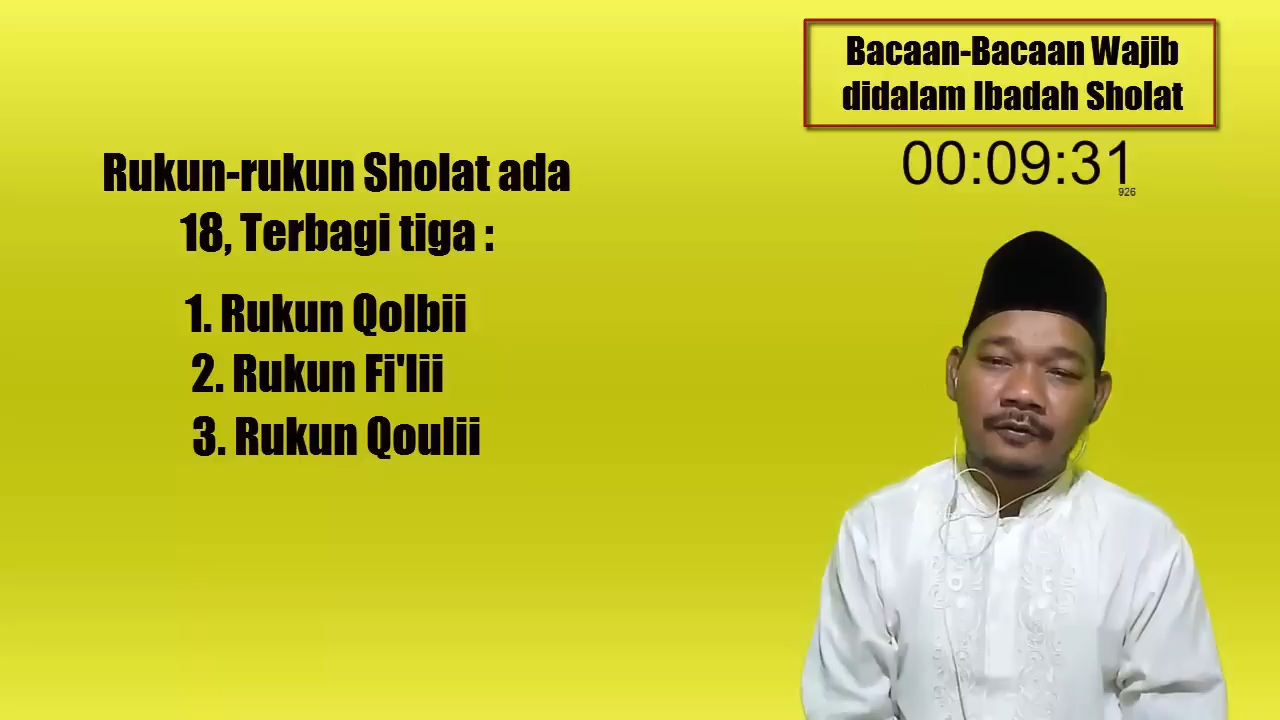 Bacaan-Bacaan Wajib
didalam Ibadah Sholat
00:09:31
926
Rukun-rukun Sholat ada
18, Terbagi tiga :
1. Rukun Qolbii
2. Rukun Fi'lii
3. Rukun Qoulii